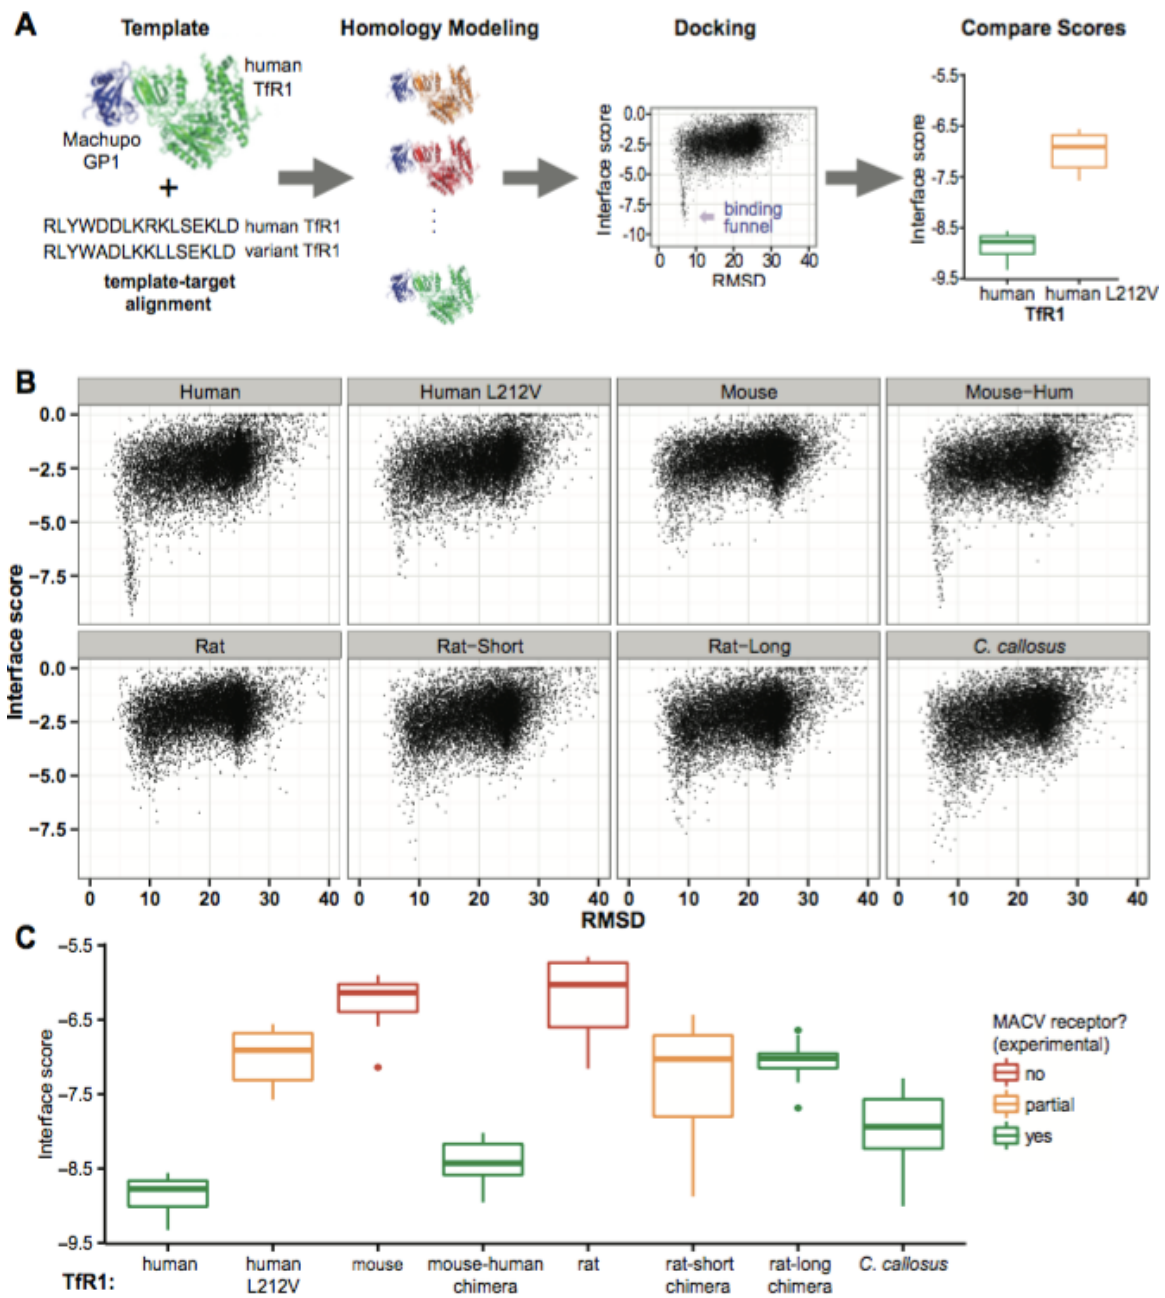 A
Template
Homology Modeling
Docking
Compare Scores
human
TfR1
Machupo
GP1
+
RLYWDDLKRKLSEKLD human TfR1
RLYWADLKKLLSEKLD variant TfR1
template-target
alignment
Interface score
0.0
-2.5
-5.0
-7.5
-10
binding
funnel
0 10 20 30 40
RMSD
Interface score
-5.5
-6.5
-7.5
-8.5
-9.5
human human L212V
TfR1
B
Human
Human L212V
Mouse
Mouse-Hum
0.0
-2.5
-5.0
-7.5
Interface score
Rat
Rat-Short
Rat-Long
C. callosus
0.0
-2.5
-5.0
-7.5
0 10 20 30 40 0 10 20 30 40 0 10 20 30 40 0 10 20 30 40
RMSD
C
Interface score
-5.5
-6.5
-7.5
-8.5
-9.5
MACV receptor?
(experimental)
no
partial
yes
TfR1:
human
human
L212V
mouse
mouse-human
chimera
rat
rat-short
chimera
rat-long
chimera
C. callosus